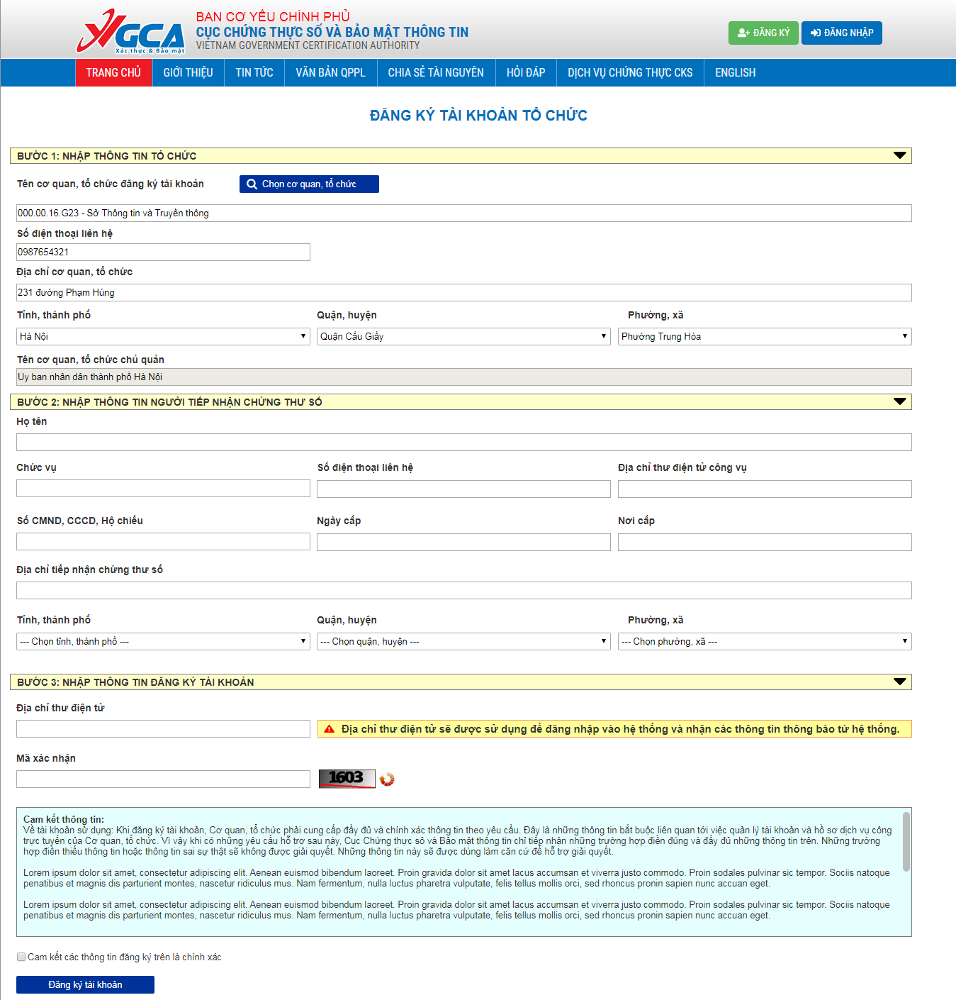 VGCA
Xác thực & Bảo mật
BAN CƠ YẾU CHÍNH PHỦ
CỤC CHỨNG THỰC SỐ VÀ BẢO MẬT THÔNG TIN
VIETNAM GOVERNMENT CERTIFICATION AUTHORITY
ĐĂNG KÝ
ĐĂNG NHẬP
TRANG CHỦ GIỚI THIỆU TIN TỨC VĂN BẢN QPPL CHIA SẺ TÀI NGUYÊN HỎI ĐÁP DỊCH VỤ CHỨNG THỰC CKS ENGLISH
ĐĂNG KÝ TÀI KHOẢN TỔ CHỨC
BƯỚC 1: NHẬP THÔNG TIN TỔ CHỨC
Tên cơ quan, tổ chức đăng ký tài khoản
Chọn cơ quan, tổ chức
000.00.16.G23 - Sở Thông tin và Truyền thông
Số điện thoại liên hệ
0987654321
Địa chỉ cơ quan, tổ chức
231 đường Phạm Hùng
Tỉnh, thành phố Quận, huyện Phường, xã
Hà Nội Quận Cầu Giấy Phường Trung Hòa
Tên cơ quan, tổ chức chủ quản
Ủy ban nhân dân thành phố Hà Nội
BƯỚC 2: NHẬP THÔNG TIN NGƯỜI TIẾP NHẬN CHỨNG THƯ SỐ
Họ tên
Chức vụ Số điện thoại liên hệ Địa chỉ thư điện tử công vụ
Số CMND, CCCD, Hộ chiếu Ngày cấp Nơi cấp
Địa chỉ tiếp nhận chứng thư số
Tỉnh, thành phố Quận, huyện Phường, xã
--- Chọn tỉnh, thành phố --- --- Chọn quận, huyện --- --- Chọn phường, xã ---
BƯỚC 3: NHẬP THÔNG TIN ĐĂNG KÝ TÀI KHOẢN
Địa chỉ thư điện tử
Địa chỉ thư điện tử sẽ được sử dụng để đăng nhập vào hệ thống và nhận các thông tin thông báo từ hệ thống.
Mã xác nhận
1603
Cam kết thông tin:
Về tài khoản sử dụng: Khi đăng ký tài khoản, Cơ quan, tổ chức phải cung cấp đầy đủ và chính xác thông tin theo yêu cầu. Đây là những thông tin bắt buộc liên quan tới việc quản lý tài khoản và hồ sơ dịch vụ công
trực tuyến của Cơ quan, tổ chức. Vì vậy khi có những yêu cầu hỗ trợ sau này, Cục Chứng thực số và Bảo mật thông tin chỉ tiếp nhận những trường hợp điền đúng và đầy đủ những thông tin trên. Những trường
hợp điền thiếu thông tin hoặc thông tin sai sự thật sẽ không được giải quyết. Những thông tin này sẽ được dùng làm căn cứ để hỗ trợ giải quyết.
Lorem ipsum dolor sit amet, consectetur adipiscing elit. Aenean euismod bibendum laoreet. Proin gravida dolor sit amet lacus accumsan et viverra justo commodo. Proin sodales pulvinar sic tempor. Sociis natoque
penatibus et magnis dis parturient montes, nascetur ridiculus mus. Nam fermentum, nulla luctus pharetra vulputate, felis tellus mollis orci, sed rhoncus pronin sapien nunc accuan eget.
Lorem ipsum dolor sit amet, consectetur adipiscing elit. Aenean euismod bibendum laoreet. Proin gravida dolor sit amet lacus accumsan et viverra justo commodo. Proin sodales pulvinar sic tempor. Sociis natoque
penatibus et magnis dis parturient montes, nascetur ridiculus mus. Nam fermentum, nulla luctus pharetra vulputate, felis tellus mollis orci, sed rhoncus pronin sapien nunc accuan eget.
Cam kết các thông tin đăng ký trên là chính xác
Đăng ký tài khoản